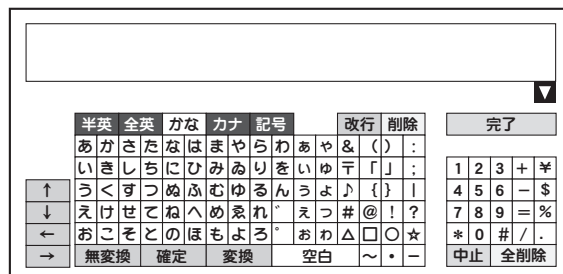 ▼
半英 全英 かな カナ 記号 改行 削除 完了
あ か さ た な は ま や ら わ ぁ ゃ & ( ) :
い き し ち に ひ み ゐ り を ぃ ゅ 〒 「 」 ; 1 2 3 + ¥
↑ う く す つ ぬ ふ む ゆ る ん ぅ ょ ♪ { } | 4 5 6 − $
↓ え け せ て ね へ め ゑ れ ゛ ぇ っ # @ ! ? 7 8 9 = %
← お こ そ と の ほ も よ ろ ゜ ぉ ゎ △ □ ○ ☆ * 0 # / .
→ 無変換 確定 変換 空白 ~ ・ ー 中止 全削除